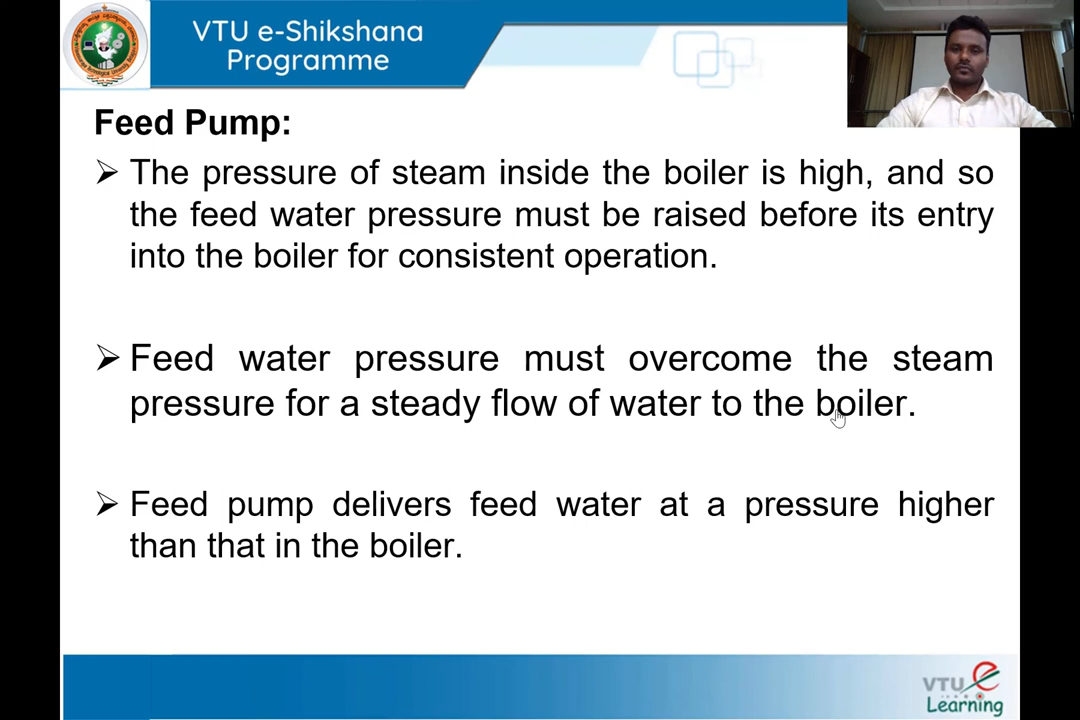 VTU e-Shikshana
Programme
Feed Pump:
➢ The pressure of steam inside the boiler is high, and so
the feed water pressure must be raised before its entry
into the boiler for consistent operation.
➢ Feed water pressure must overcome the steam
pressure for a steady flow of water to the boiler.
➢ Feed pump delivers feed water at a pressure higher
than that in the boiler.
VTU e
Learning